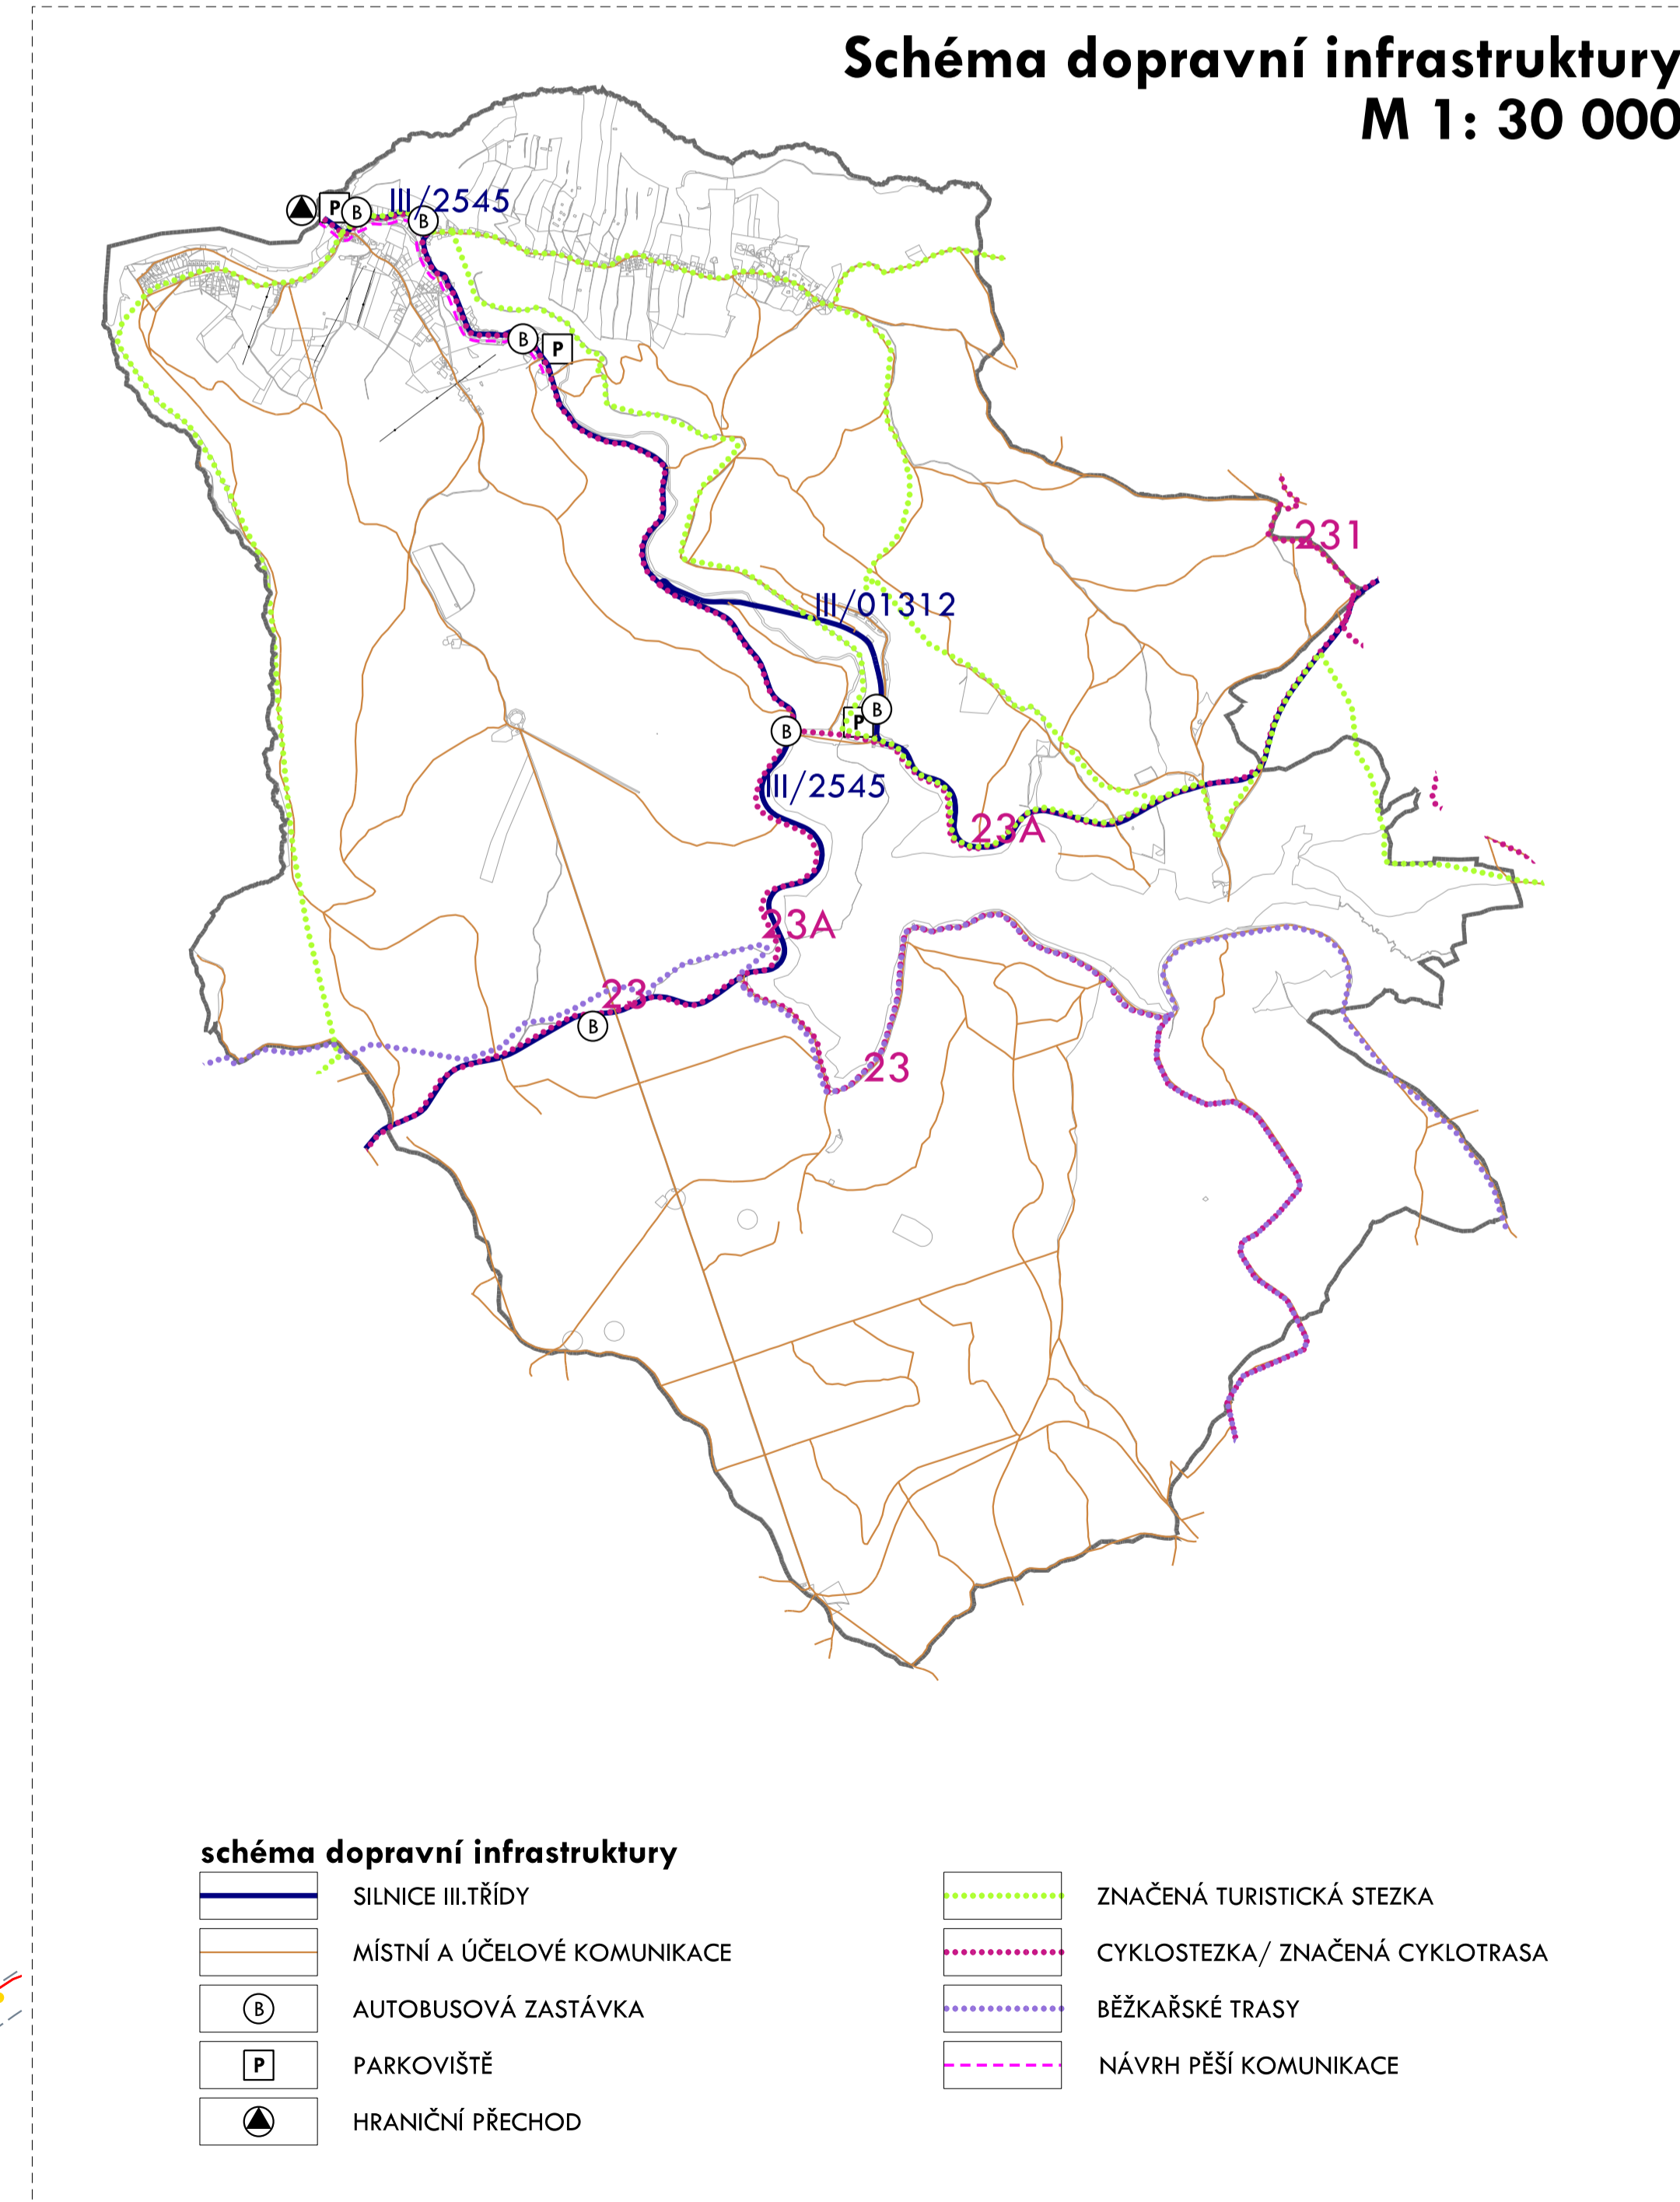 Schéma dopravní infrastruktury
M 1: 30 000
P
B
III/2545
B
B
P
231
III/01312
B
P
B
III/2545
23A
23A
23
B
23
schéma dopravní infrastruktury
SILNICE III.TŘÍDY
MÍSTNÍ A ÚČELOVÉ KOMUNIKACE
B
AUTOBUSOVÁ ZASTÁVKA
P
PARKOVIŠTĚ
HRANIČNÍ PŘECHOD
ZNAČENÁ TURISTICKÁ STEZKA
CYKLOSTEZKA/ ZNAČENÁ CYKLOTRASA
BĚŽKAŘSKÉ TRASY
NÁVRH PĚŠÍ KOMUNIKACE